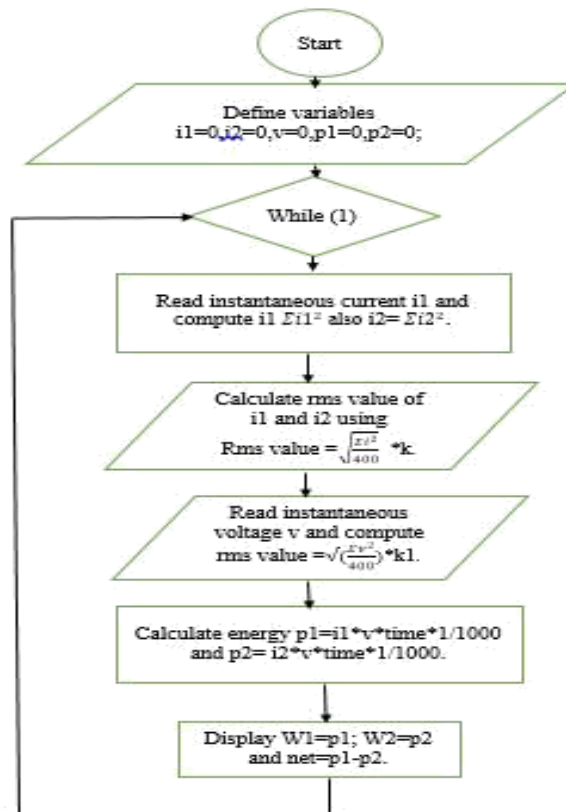 Start
Define variables
i1=0,i2=0,v=0,p1=0,p2=0;
While (1)
Read instantaneous current i1 and
compute i1 Σi1² also i2= Σi2².
Calculate rms value of
i1 and i2 using
Rms value =√(Σi²/400) *k.
Read instantaneous
voltage v and compute
rms value =√(Σv²/400)*k1.
Calculate energy p1=i1*v*time*1/1000
and p2= i2*v*time*1/1000.
Display W1=p1; W2=p2
and net=p1-p2.